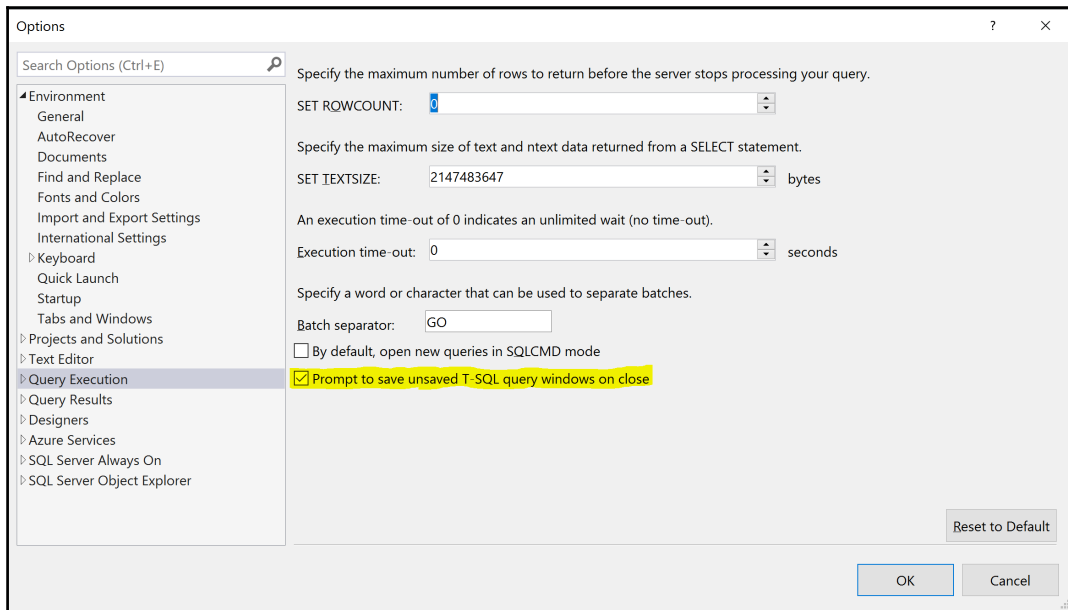 Options
?
Search Options (Ctrl+E)
Environment
General
AutoRecover
Documents
Find and Replace
Fonts and Colors
Import and Export Settings
International Settings
Keyboard
Quick Launch
Startup
Tabs and Windows
Projects and Solutions
Text Editor
Query Execution
Query Results
Designers
Azure Services
SQL Server Always On
SQL Server Object Explorer
Specify the maximum number of rows to return before the server stops processing your query.
SET ROWCOUNT: 0
Specify the maximum size of text and ntext data returned from a SELECT statement.
SET TEXTSIZE: 2147483647 bytes
An execution time-out of 0 indicates an unlimited wait (no time-out).
Execution time-out: 0 seconds
Specify a word or character that can be used to separate batches.
Batch separator: GO
By default, open new queries in SQLCMD mode
Prompt to save unsaved T-SQL query windows on close
Reset to Default
OK Cancel